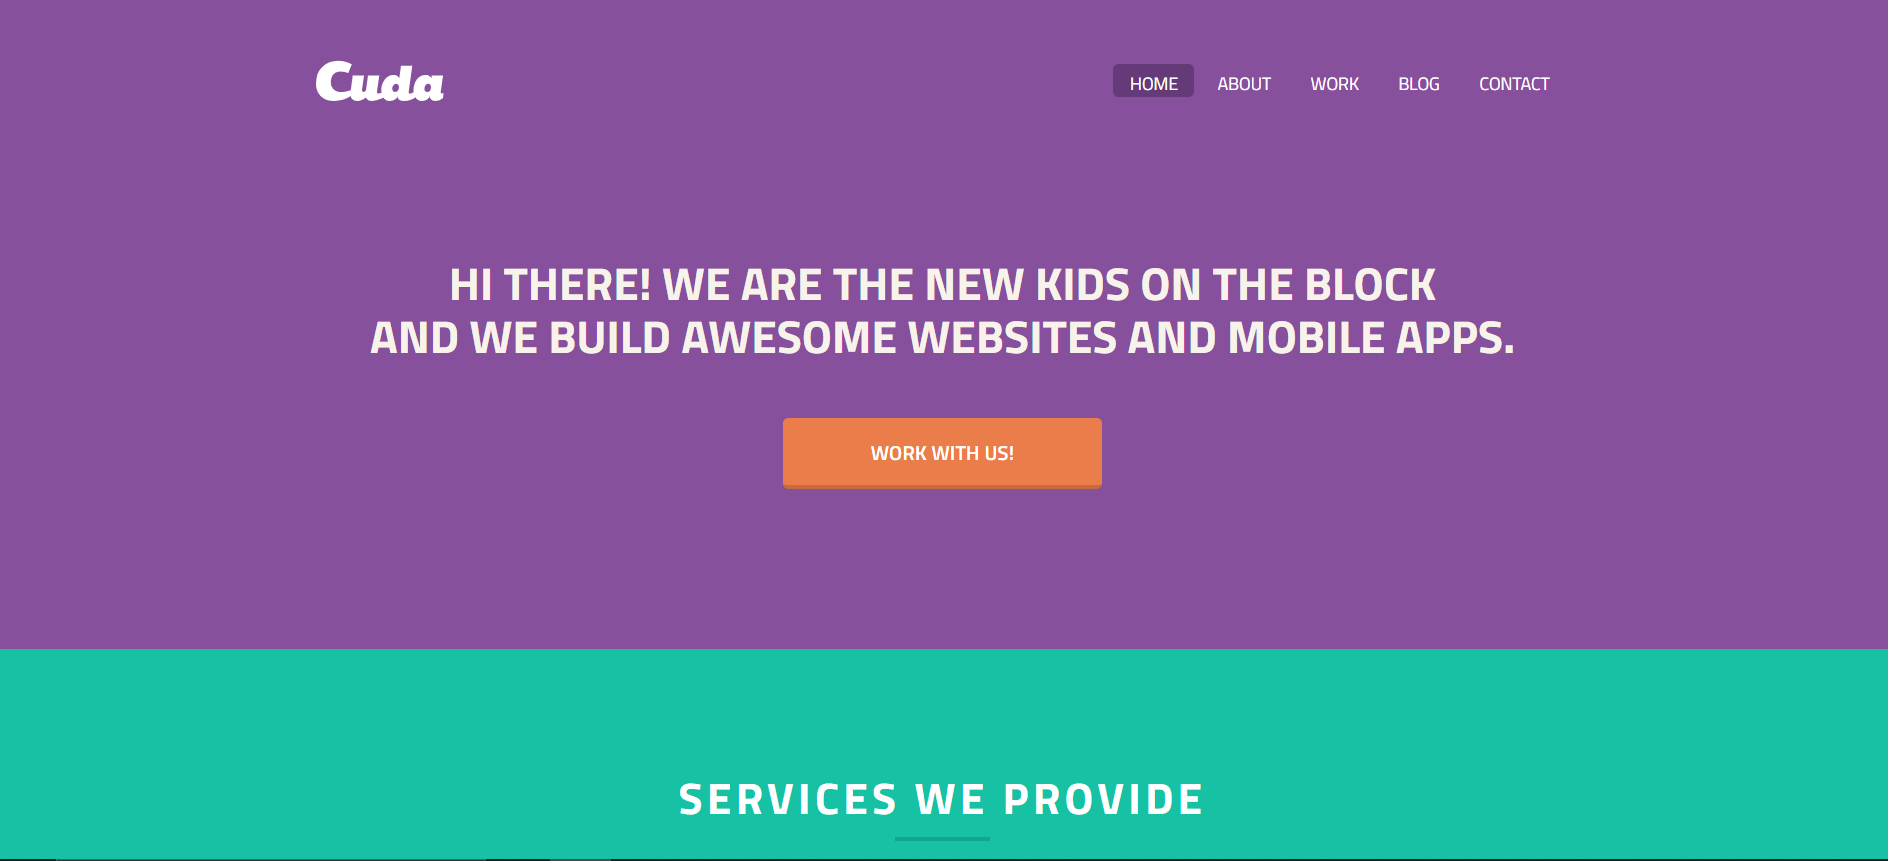 Cuda
HOME ABOUT WORK BLOG CONTACT
HI THERE! WE ARE THE NEW KIDS ON THE BLOCK
AND WE BUILD AWESOME WEBSITES AND MOBILE APPS.
WORK WITH US!
SERVICES WE PROVIDE